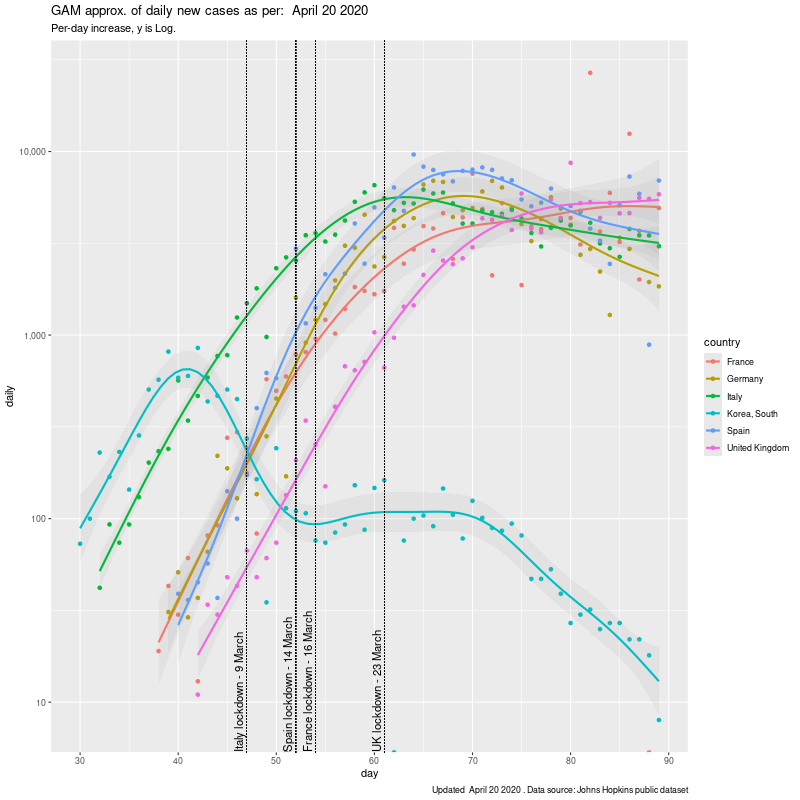 GAM approx. of daily new cases as per:  April 20 2020
Per-day increase, y is Log.
10,000
1,000
100
10
daily
Italy lockdown - 9 March
Spain lockdown - 14 March
France lockdown - 16 March
UK lockdown - 23 March
30
40
50
60
70
80
90
day
country
France
Germany
Italy
Korea, South
Spain
United Kingdom
Updated  April 20 2020 . Data source: Johns Hopkins public dataset